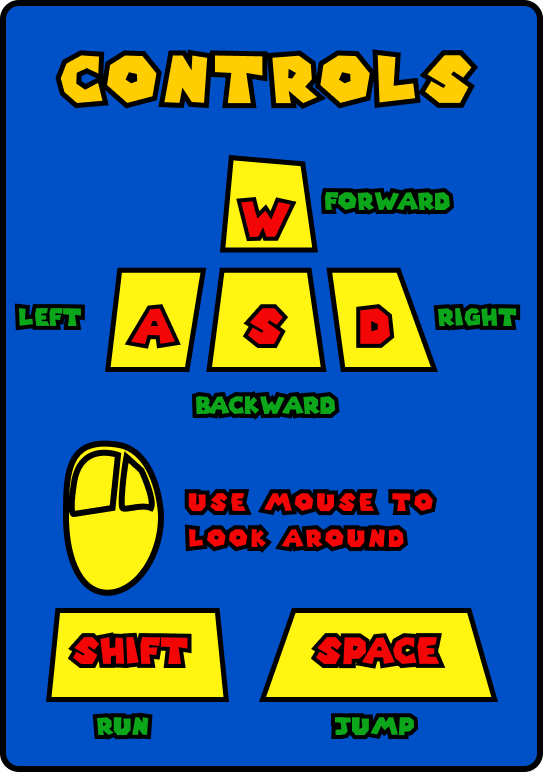 CONTROLS
W
FORWARD
LEFT
A
S
D
RIGHT
BACKWARD
USE MOUSE TO
LOOK AROUND
SHIFT
SPACE
RUN
JUMP